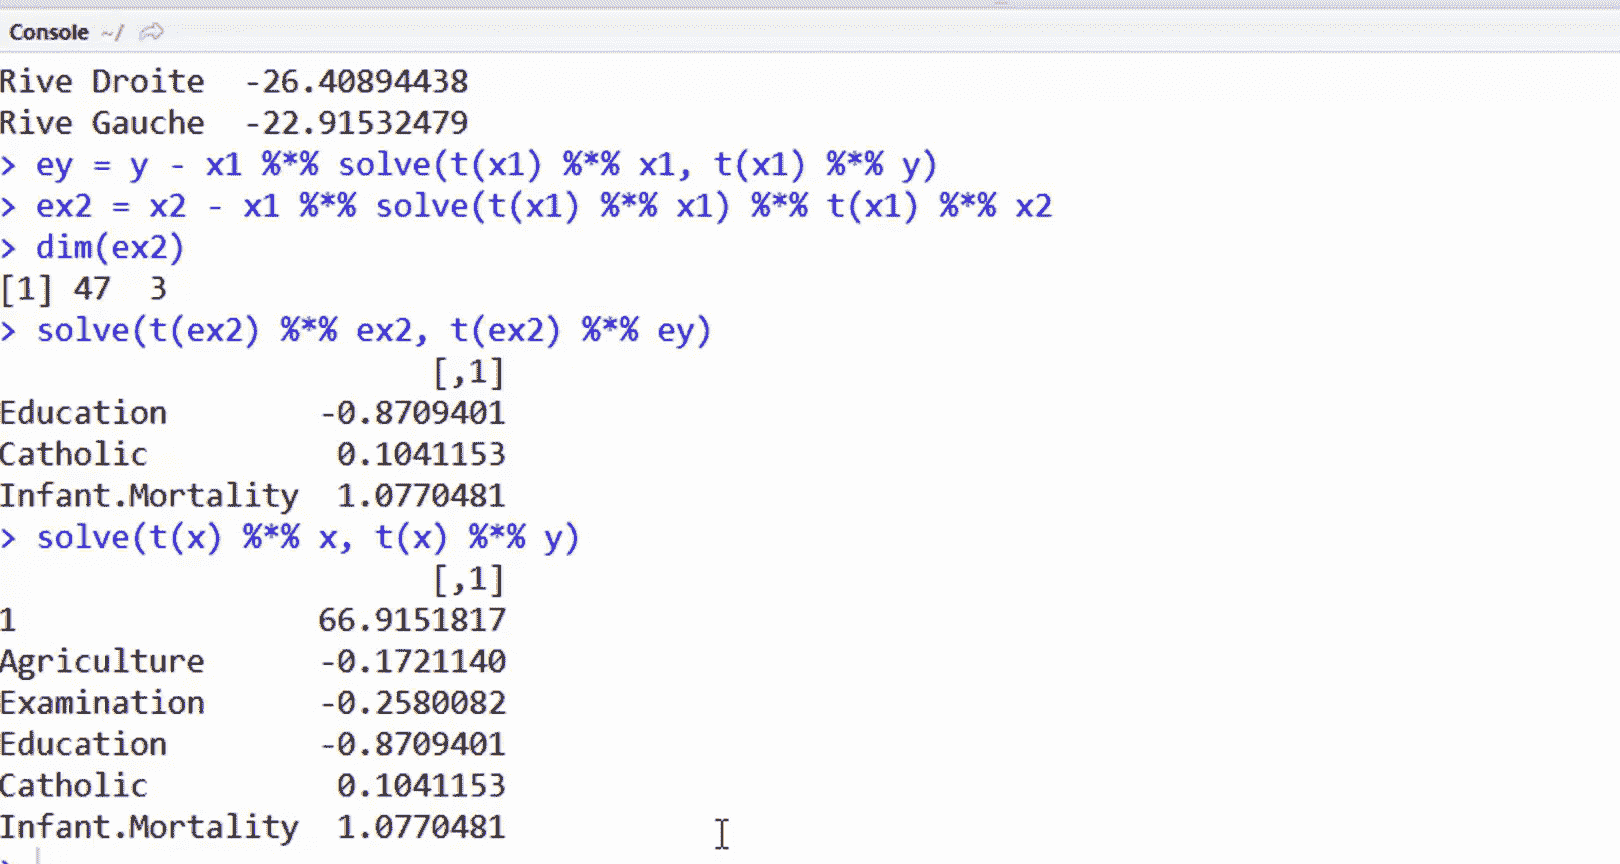 Console ~/
Rive Droite -26.40894438
Rive Gauche -22.91532479
> ey = y - x1 %*% solve(t(x1) %*% x1, t(x1) %*% y)
> ex2 = x2 - x1 %*% solve(t(x1) %*% x1) %*% t(x1) %*% x2
> dim(ex2)
[1] 47 3
> solve(t(ex2) %*% ex2, t(ex2) %*% ey)
[,1]
Education -0.8709401
Catholic 0.1041153
Infant.Mortality 1.0770481
> solve(t(x) %*% x, t(x) %*% y)
[,1]
1 66.9151817
Agriculture -0.1721140
Examination -0.2580082
Education -0.8709401
Catholic 0.1041153
Infant.Mortality 1.0770481
>